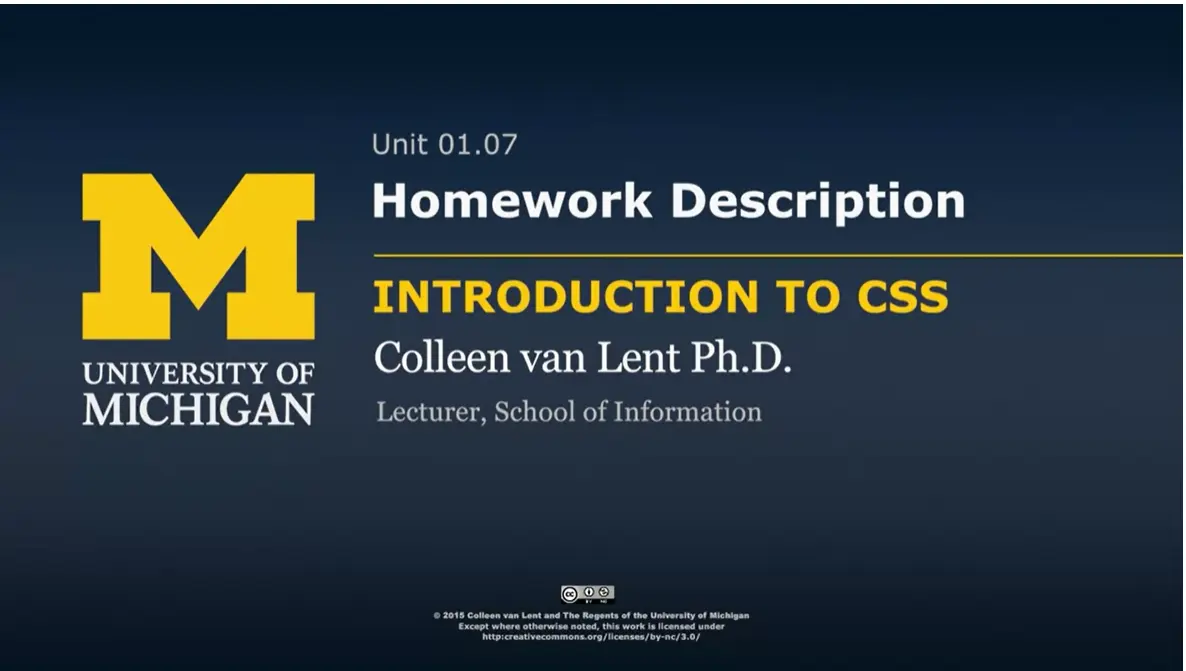 Unit 01.07
Homework Description
INTRODUCTION TO CSS
Colleen van Lent Ph.D.
Lecturer, School of Information
M
UNIVERSITY OF
MICHIGAN
cc
BY NC
© 2015 Colleen van Lent and The Regents of the University of Michigan
Except where otherwise noted, this work is licensed under
http:creativecommons.org/licenses/by-nc/3.0/